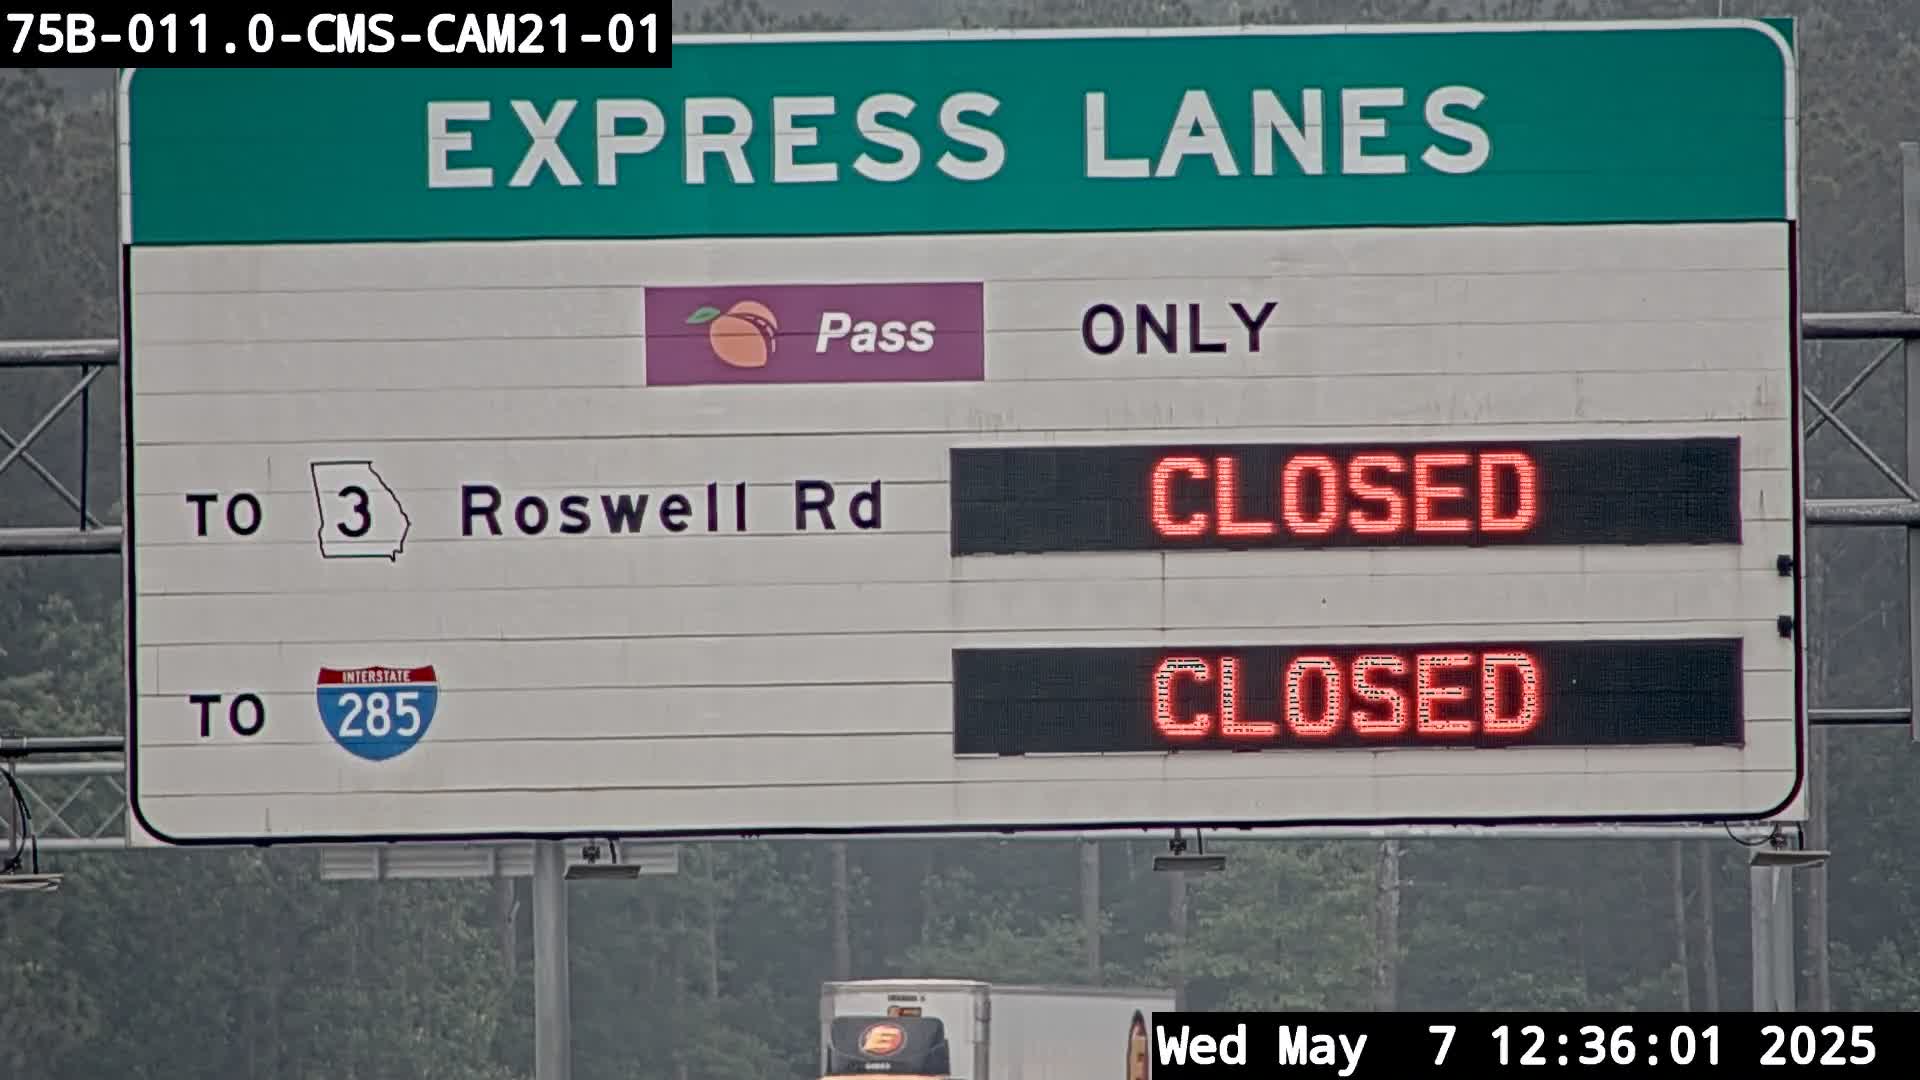 75B-011.0-CMS-CAM21-01
EXPRESS LANES
Pass ONLY
TO 3 Roswell Rd CLOSED
TO INTERSTATE 285 CLOSED
Wed May 7 12:36:01 2025